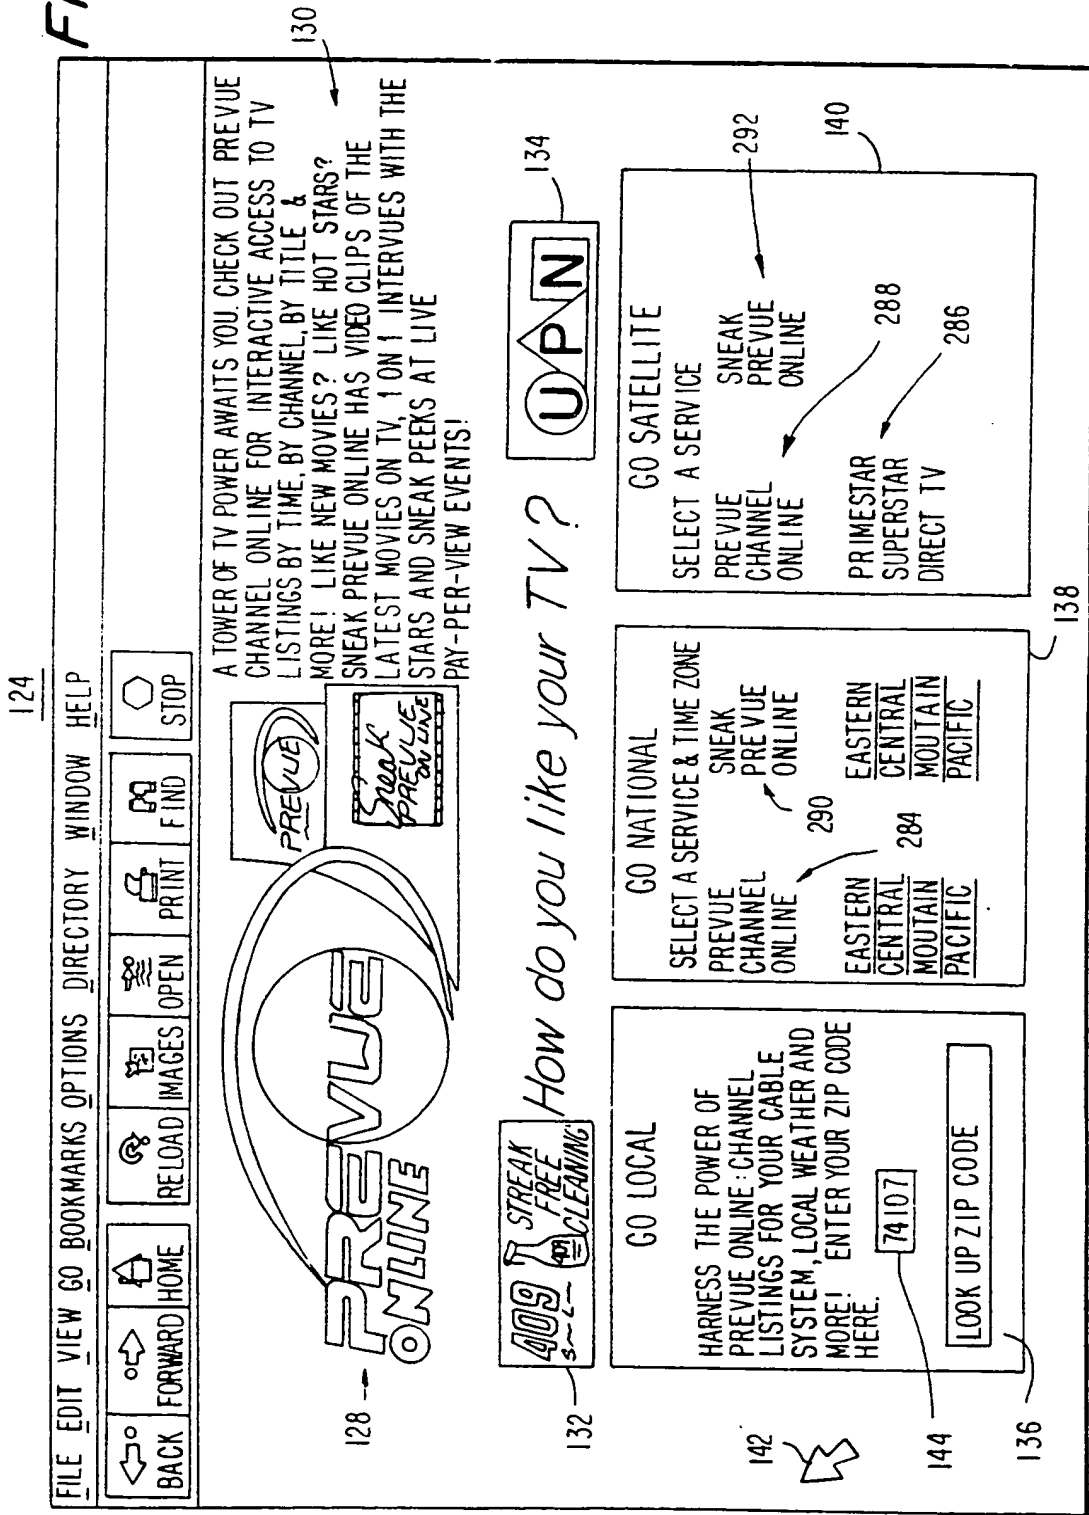 124
FILE EDIT VIEW GO BOOKMARKS OPTIONS DIRECTORY WINDOW HELP
BACK FORWARD HOME RELOAD IMAGES OPEN PRINT FIND STOP
128
PREVUE
ONLINE
PREVUE
Sneak
PREVUE
ON LINE
A TOWER OF TV POWER AWAITS YOU. CHECK OUT PREVUE
CHANNEL ONLINE FOR INTERACTIVE ACCESS TO TV
LISTINGS BY TIME, BY CHANNEL, BY TITLE &
MORE! LIKE NEW MOVIES? LIKE HOT STARS?
SNEAK PREVUE ONLINE HAS VIDEO CLIPS OF THE
LATEST MOVIES ON TV, 1 ON 1 INTERVUES WITH THE
STARS AND SNEAK PEEKS AT LIVE
PAY-PER-VIEW EVENTS!
130
132
409
STREAK
FREE
CLEANING
409
How do you like your TV?
UPN
134
142
GO LOCAL
HARNESS THE POWER OF
PREVUE ONLINE: CHANNEL
LISTINGS FOR YOUR CABLE
SYSTEM, LOCAL WEATHER AND
MORE! ENTER YOUR ZIP CODE
HERE.
74107
LOOK UP ZIP CODE
144
136
GO NATIONAL
SELECT A SERVICE & TIME ZONE
PREVUE
CHANNEL
ONLINE
284
EASTERN
CENTRAL
MOUTAIN
PACIFIC
SNEAK
PREVUE
ONLINE
290
EASTERN
CENTRAL
MOUTAIN
PACIFIC
138
GO SATELLITE
SELECT A SERVICE
PREVUE
CHANNEL
ONLINE
288
SNEAK
PREVUE
ONLINE
292
PRIMESTAR
SUPERSTAR
DIRECT TV
286
140